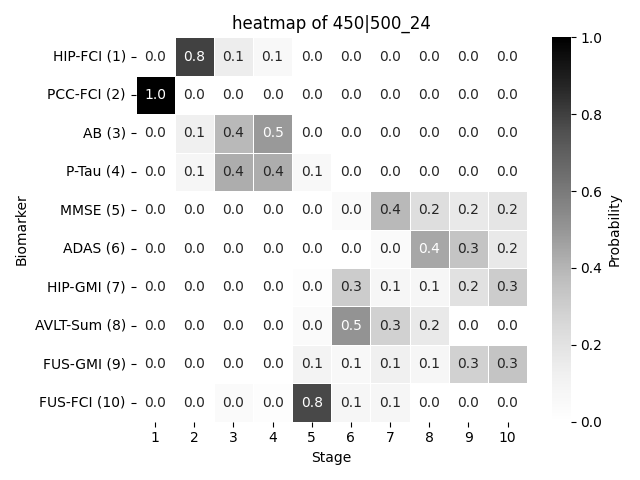 heatmap of 450|500_24
HIP-FCI (1) 0.0 0.8 0.1 0.1 0.0 0.0 0.0 0.0 0.0 0.0
PCC-FCI (2) 1.0 0.0 0.0 0.0 0.0 0.0 0.0 0.0 0.0 0.0
AB (3) 0.0 0.1 0.4 0.5 0.0 0.0 0.0 0.0 0.0 0.0
P-Tau (4) 0.0 0.1 0.4 0.4 0.1 0.0 0.0 0.0 0.0 0.0
MMSE (5) 0.0 0.0 0.0 0.0 0.0 0.0 0.4 0.2 0.2 0.2
ADAS (6) 0.0 0.0 0.0 0.0 0.0 0.0 0.0 0.4 0.3 0.2
HIP-GMI (7) 0.0 0.0 0.0 0.0 0.0 0.3 0.1 0.1 0.2 0.3
AVLT-Sum (8) 0.0 0.0 0.0 0.0 0.0 0.5 0.3 0.2 0.0 0.0
FUS-GMI (9) 0.0 0.0 0.0 0.0 0.1 0.1 0.1 0.1 0.3 0.3
FUS-FCI (10) 0.0 0.0 0.0 0.0 0.8 0.1 0.1 0.0 0.0 0.0
1 2 3 4 5 6 7 8 9 10
Stage
Biomarker
1.0
0.8
0.6
0.4
0.2
0.0
Probability